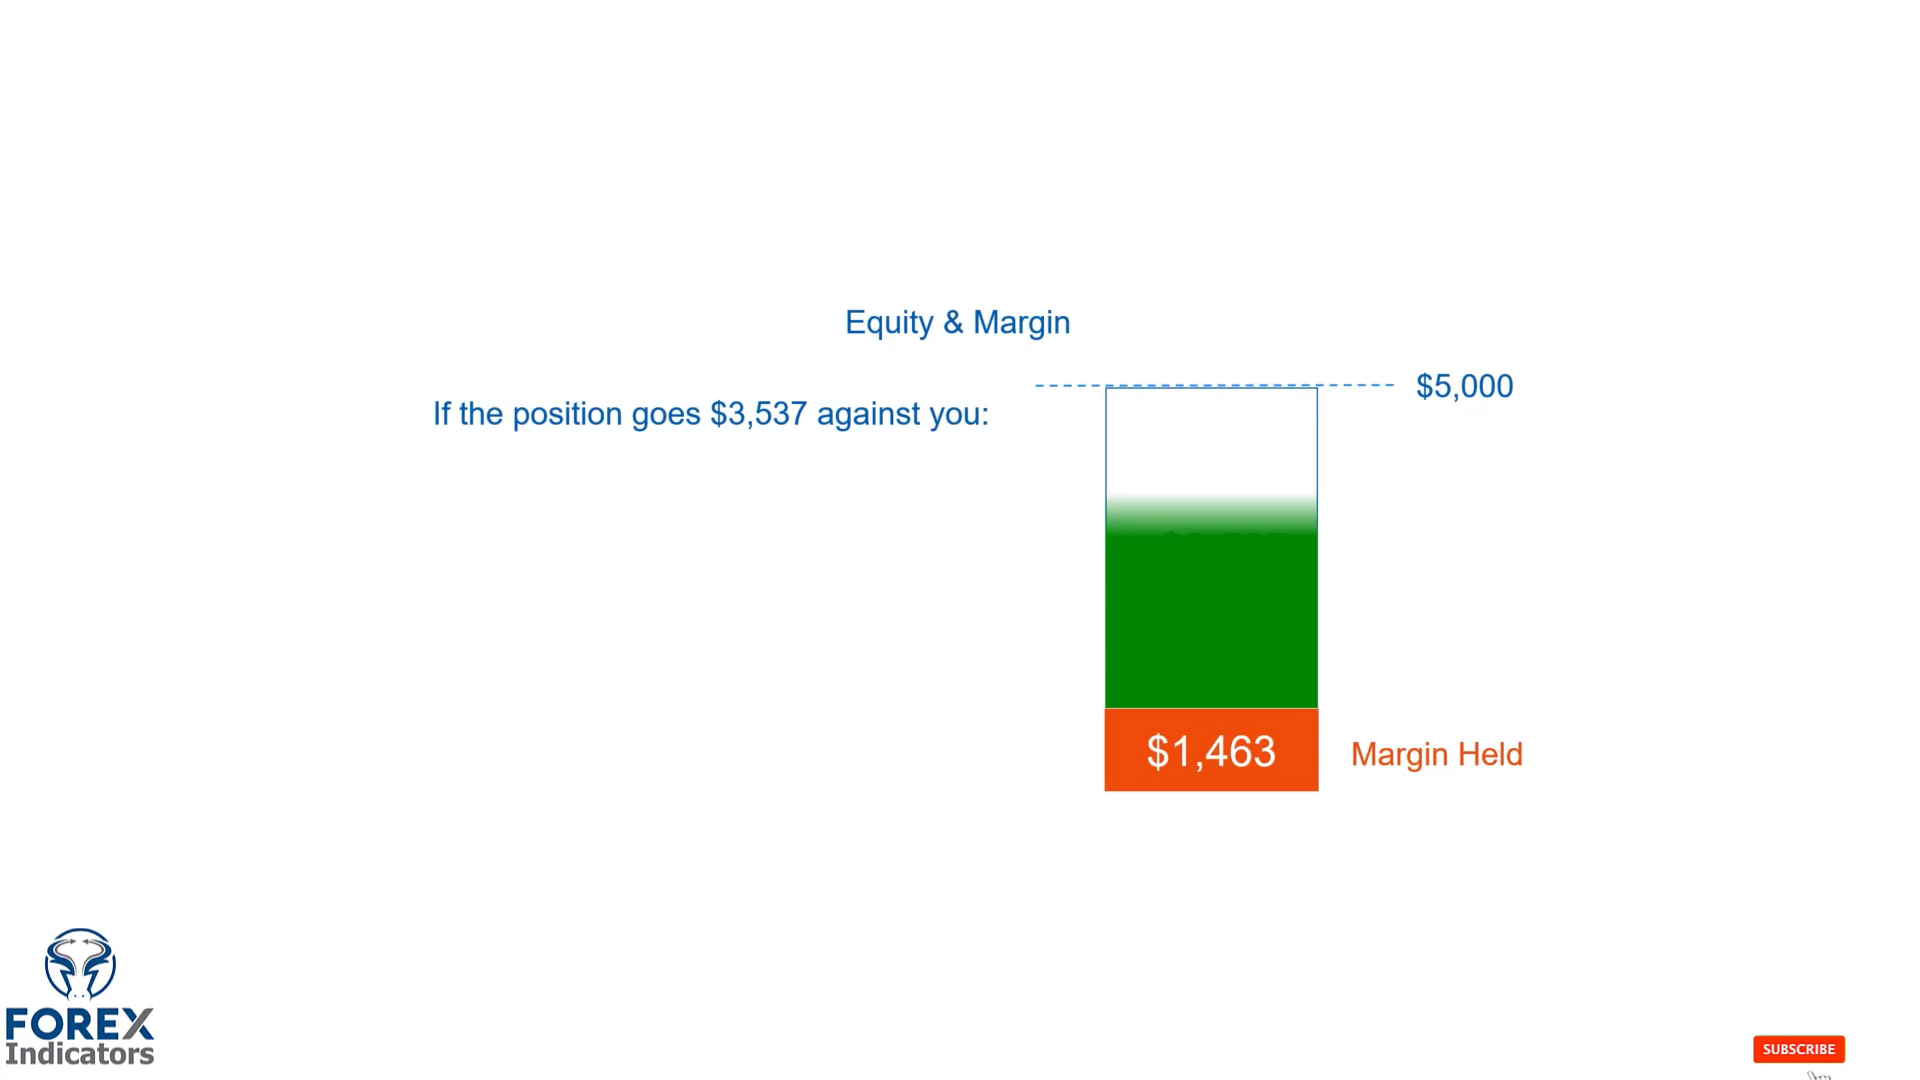 Equity & Margin
$5,000
If the position goes $3,537 against you:
$1,463
Margin Held
FOREX
Indicators
SUBSCRIBE